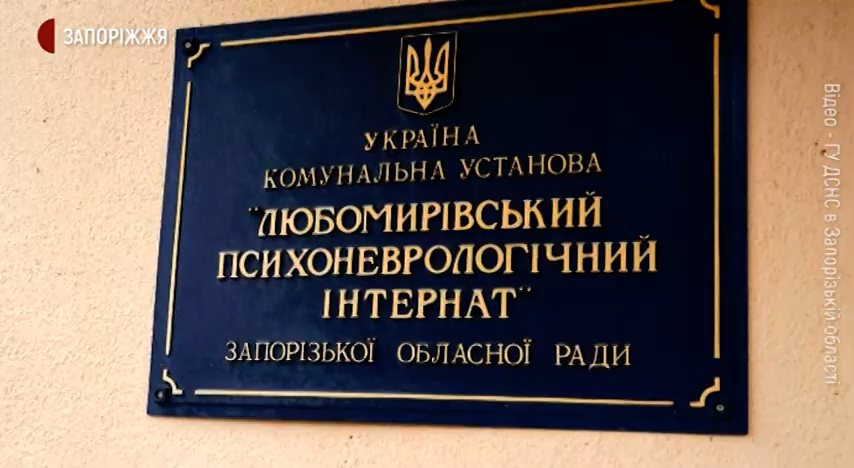 ЗАПОРІЖЖЯ
УКРАЇНА
КОМУНАЛЬНА УСТАНОВА
"ЛЮБОМИРІВСЬКИЙ
ПСИХОНЕВРОЛОГІЧНИЙ
ІНТЕРНАТ"
ЗАПОРІЗЬКОЇ ОБЛАСНОЇ РАДИ
Відео - ГУ ДСНС в Запорізькій області